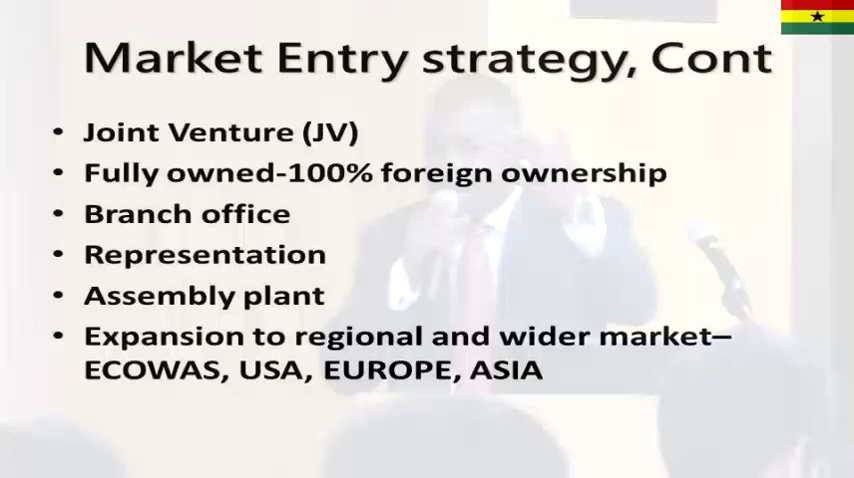 Market Entry strategy, Cont
• Joint Venture (JV)
• Fully owned-100% foreign ownership
• Branch office
• Representation
• Assembly plant
• Expansion to regional and wider market–
ECOWAS, USA, EUROPE, ASIA